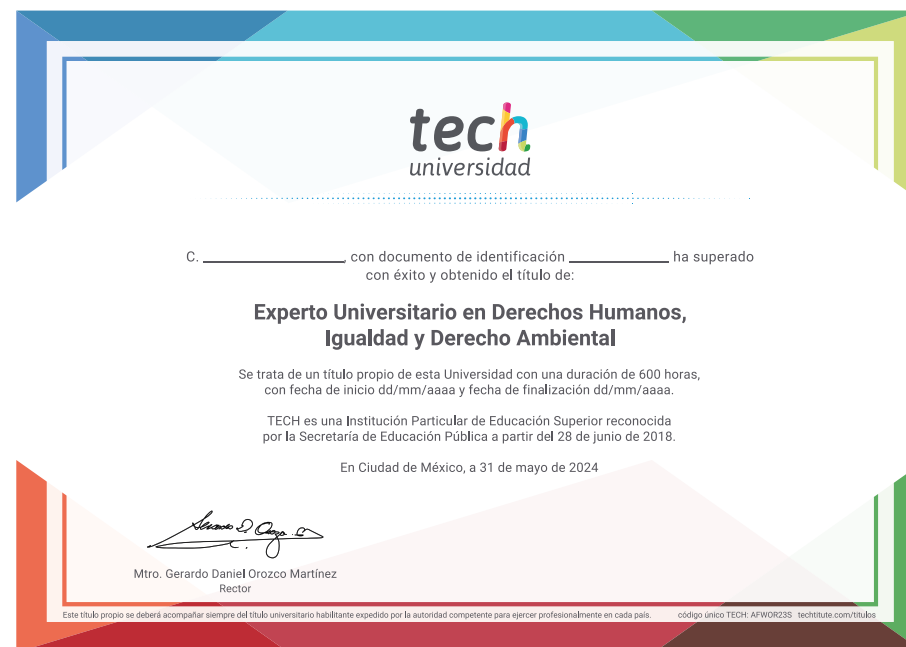 tech
universidad
C. ____________, con documento de identificación ____________ ha superado
con éxito y obtenido el título de:
Experto Universitario en Derechos Humanos,
Igualdad y Derecho Ambiental
Se trata de un título propio de esta Universidad con una duración de 600 horas,
con fecha de inicio dd/mm/aaaa y fecha de finalización dd/mm/aaaa.
TECH es una Institución Particular de Educación Superior reconocida
por la Secretaría de Educación Pública a partir del 28 de junio de 2018.
En Ciudad de México, a 31 de mayo de 2024
Mtro. Gerardo Daniel Orozco Martínez
Rector
Este título propio se deberá acompañar siempre del título universitario habilitante expedido por la autoridad competente para ejercer profesionalmente en cada país. código único TECH: AFWOR23S techtitute.com/titulos